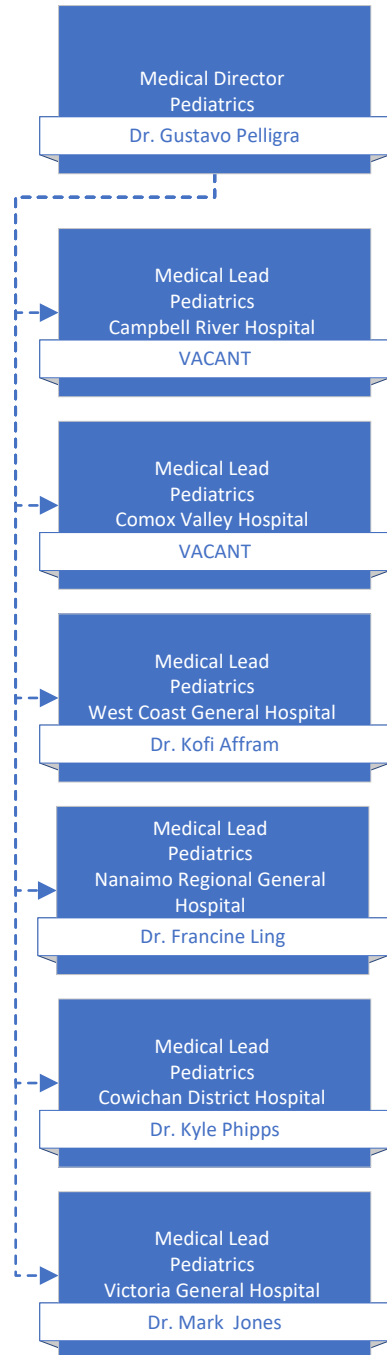 Medical Director
Pediatrics
Dr. Gustavo Pelligra
Medical Lead
Pediatrics
Campbell River Hospital
VACANT
Medical Lead
Pediatrics
Comox Valley Hospital
VACANT
Medical Lead
Pediatrics
West Coast General Hospital
Dr. Kofi Affram
Medical Lead
Pediatrics
Nanaimo Regional General
Hospital
Dr. Francine Ling
Medical Lead
Pediatrics
Cowichan District Hospital
Dr. Kyle Phipps
Medical Lead
Pediatrics
Victoria General Hospital
Dr. Mark  Jones